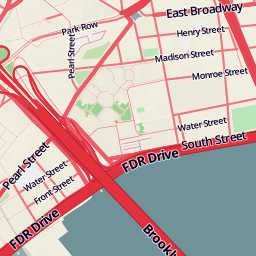 East Broadway
Park Row
Henry Street
Pearl Street
Madison Street
Monroe Street
Water Street
South Street
FDR Drive
Pearl Street
Water Street
Front Street
FDR Drive
Brookl